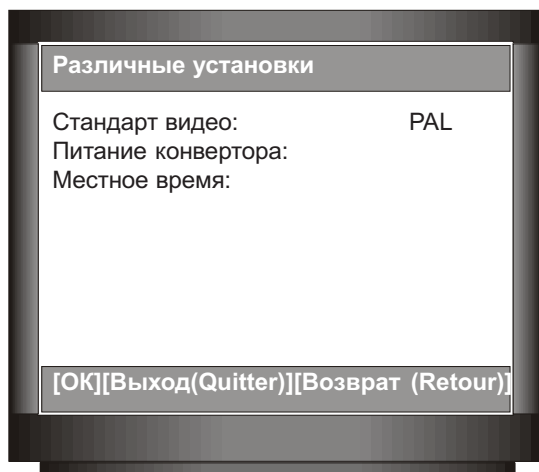 Различные установки
Стандарт видео: PAL
Питание конвертора:
Местное время:
[ОК][Выход(Quitter)][Возврат (Retour)]